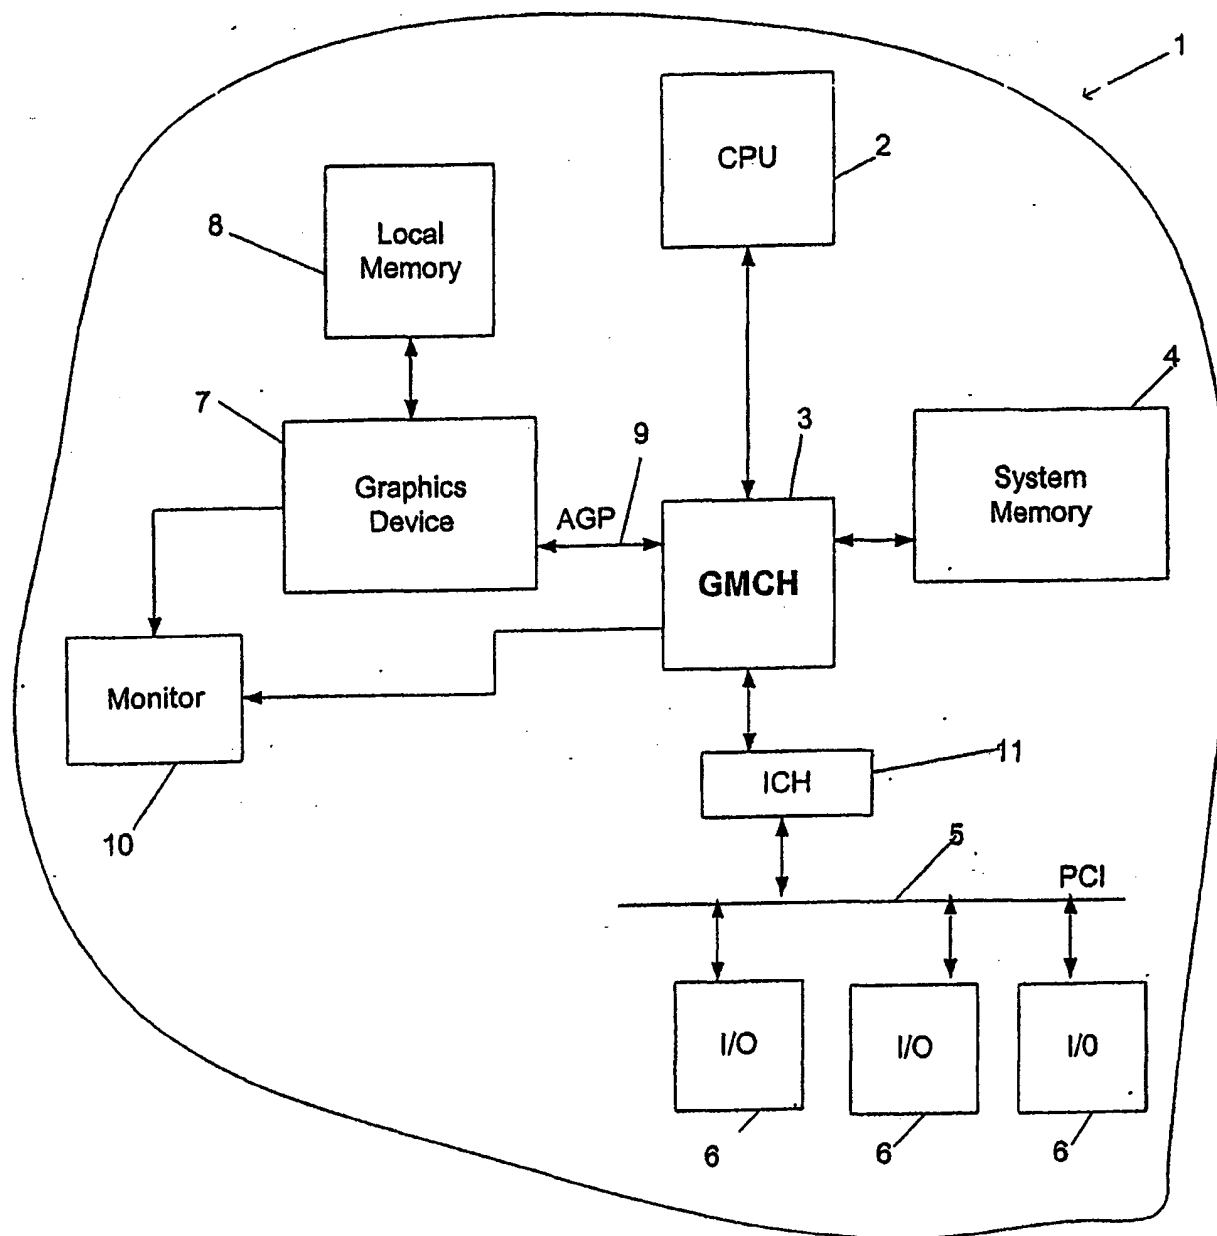 1
CPU
2
8
Local
Memory
7
4
9
3
Graphics
Device
AGP
System
Memory
GMCH
Monitor
10
ICH
11
5
PCI
I/O
I/O
I/0
6
6
6